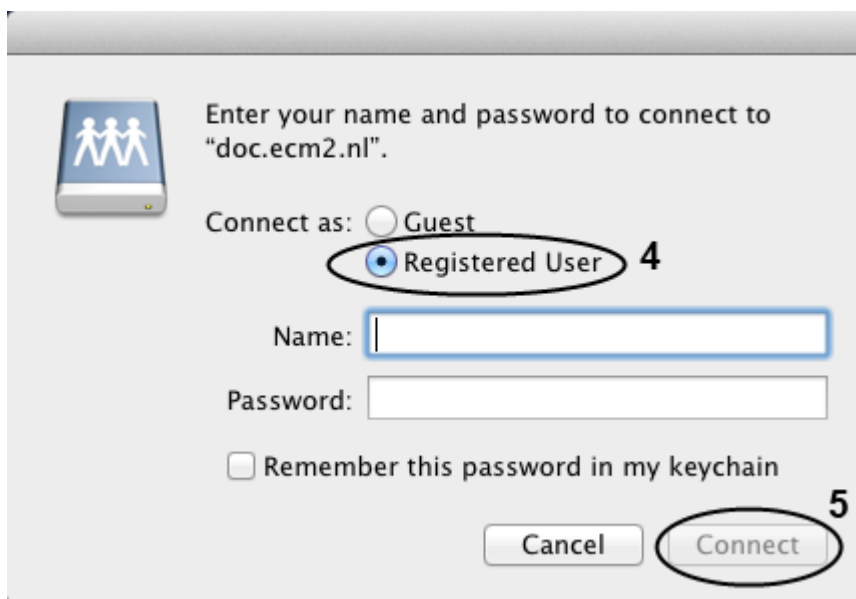 Enter your name and password to connect to
“doc.ecm2.nl”.
Connect as: Guest
Registered User 4
Name:
Password:
Remember this password in my keychain
5
Cancel Connect